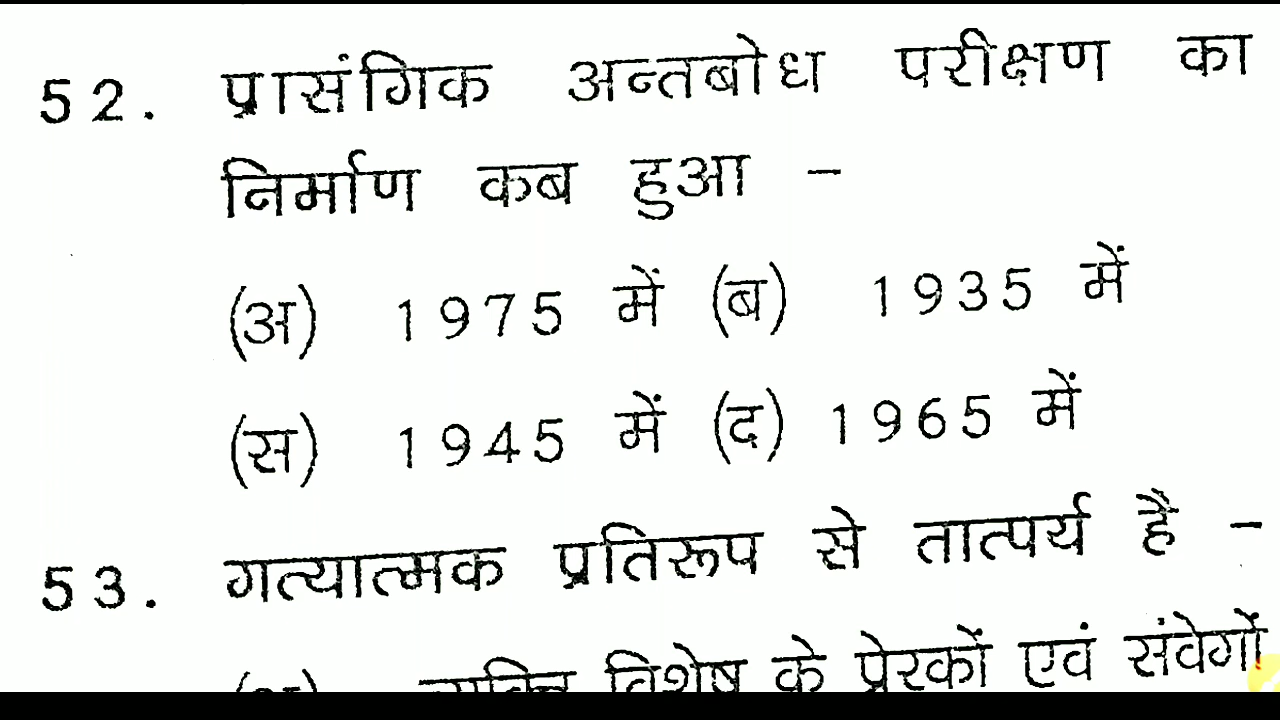 52. प्रासंगिक अन्तबोध परीक्षण का
निर्माण कब हुआ -
(अ) 1975 में (ब) 1935 में
(स) 1945 में (द) 1965 में
53. गत्यात्मक प्रतिरूप से तात्पर्य है -
विशेष के प्रेरकों एवं संवेगों